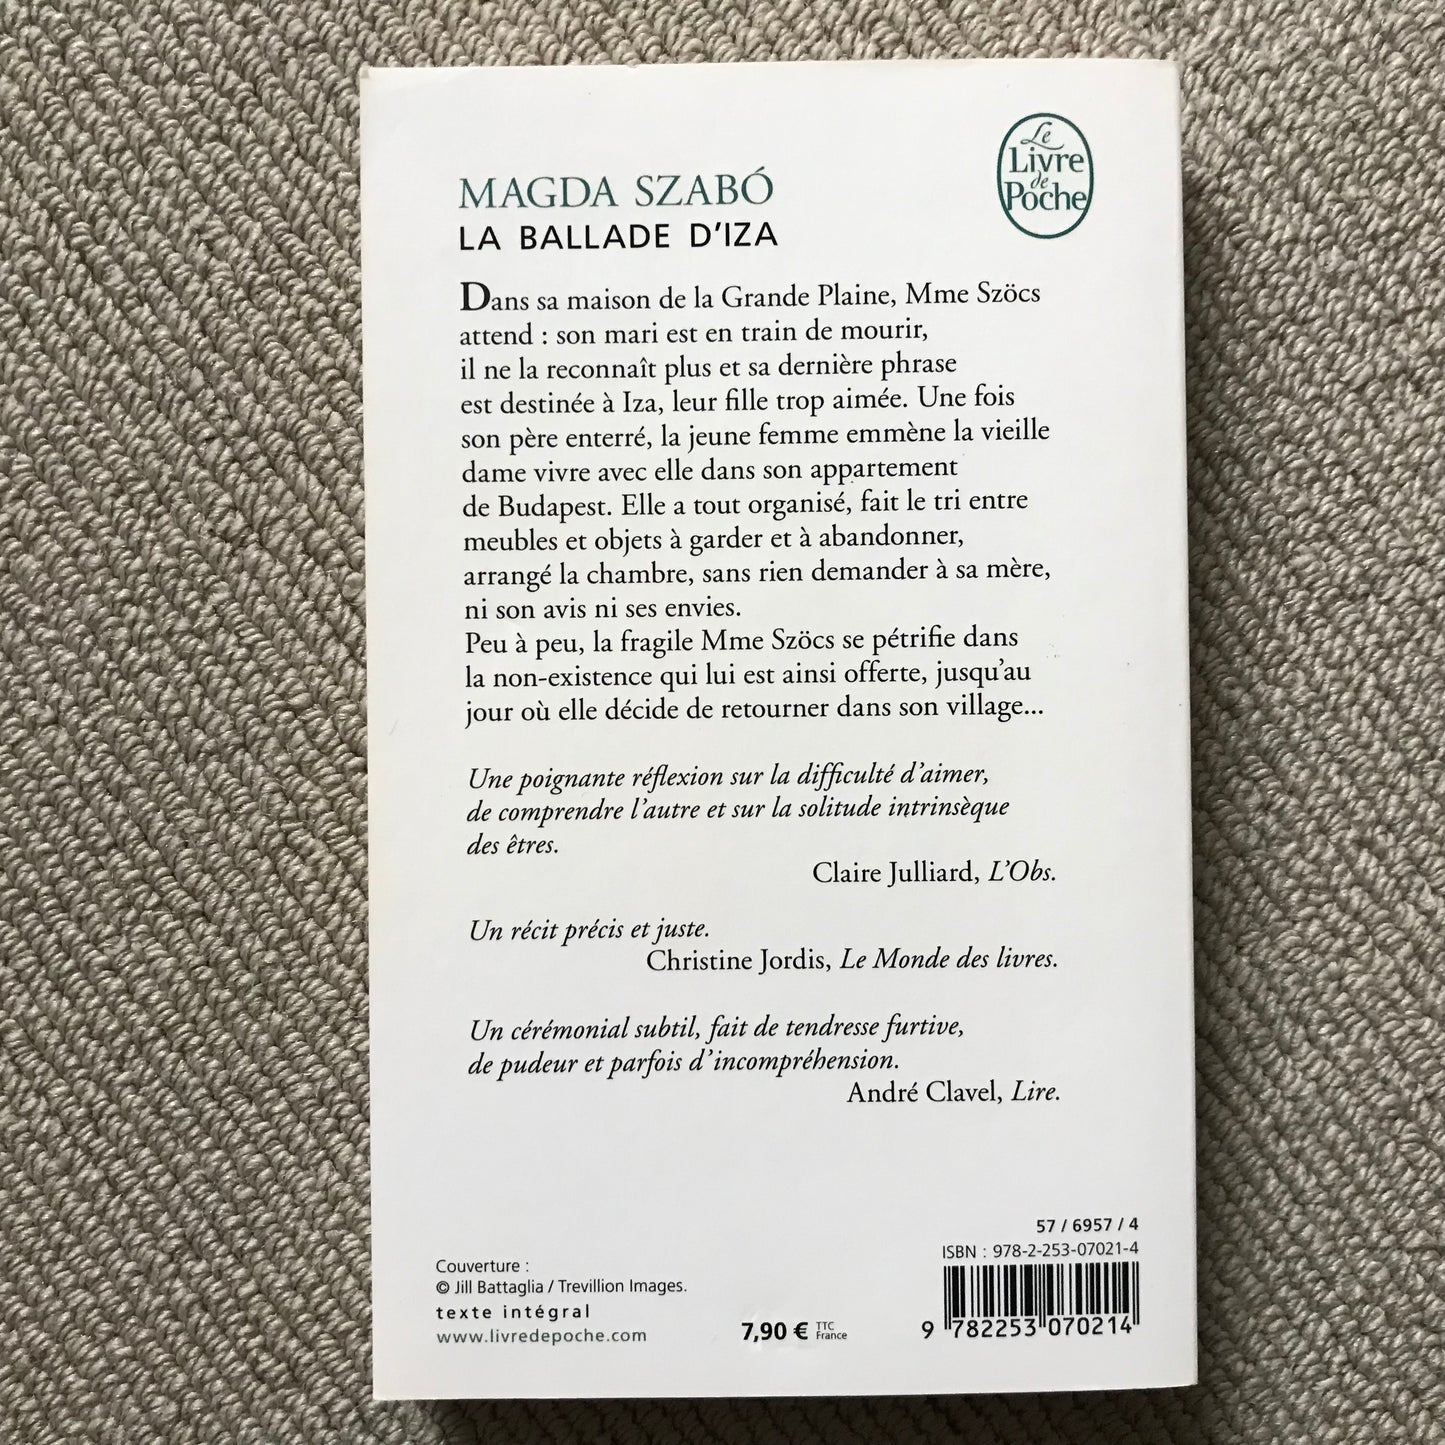 Le
Livre
de
Poche
MAGDA SZABÓ
LA BALLADE D'IZA
Dans sa maison de la Grande Plaine, Mme Szöcs
attend : son mari est en train de mourir,
il ne la reconnaît plus et sa dernière phrase
est destinée à Iza, leur fille trop aimée. Une fois
son père enterré, la jeune femme emmène la vieille
dame vivre avec elle dans son appartement
de Budapest. Elle a tout organisé, fait le tri entre
meubles et objets à garder et à abandonner,
arrangé la chambre, sans rien demander à sa mère,
ni son avis ni ses envies.
Peu à peu, la fragile Mme Szöcs se pétrifie dans
la non-existence qui lui est ainsi offerte, jusqu'au
jour où elle décide de retourner dans son village...
Une poignante réflexion sur la difficulté d'aimer,
de comprendre l'autre et sur la solitude intrinsèque
des êtres.
Claire Julliard, L'Obs.
Un récit précis et juste.
Christine Jordis, Le Monde des livres.
Un cérémonial subtil, fait de tendresse furtive,
de pudeur et parfois d'incompréhension.
André Clavel, Lire.
57 / 6957 / 4
ISBN : 978-2-253-07021-4
Couverture :
© Jill Battaglia / Trevillion Images.
texte intégral
www.livredepoche.com
7,90 € TTC
France
9 782253 070214